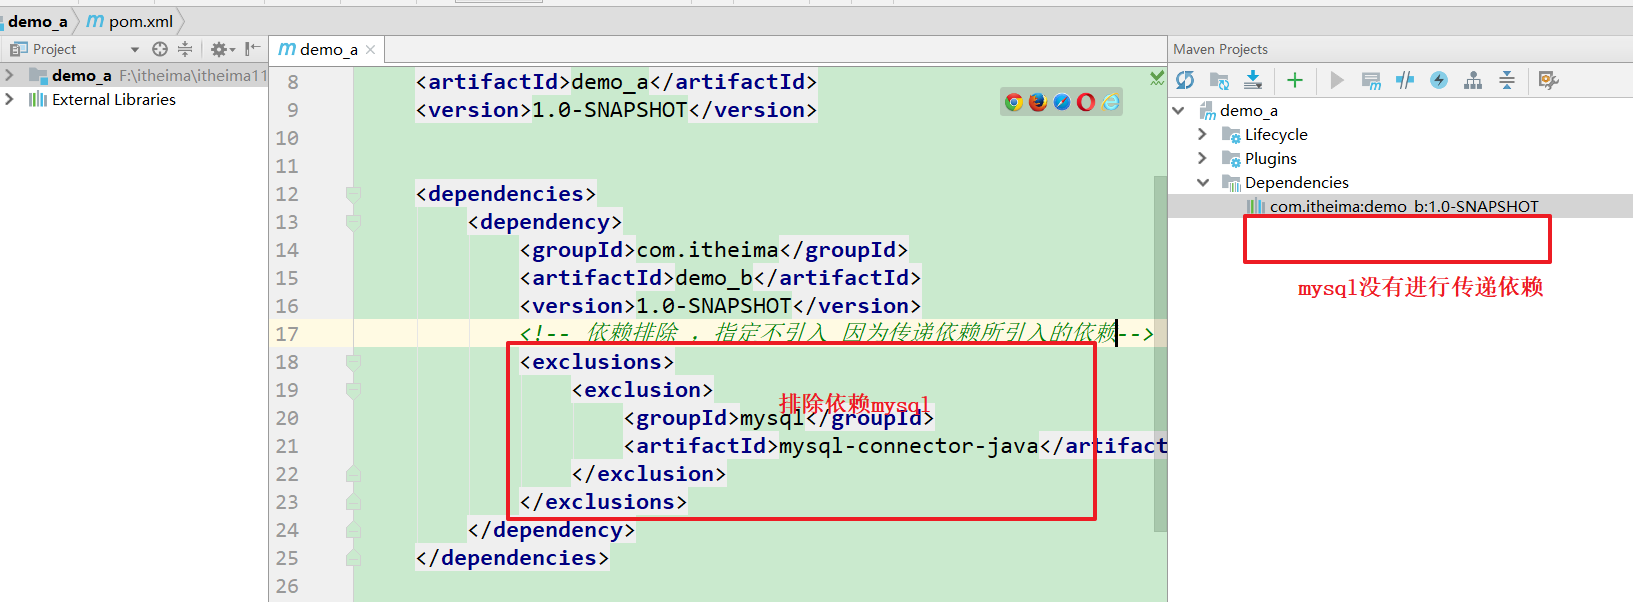 demo_a
m pom.xml
Project
demo_a F:\itheima\itheima11
External Libraries
m demo_a
8 <artifactId>demo_a</artifactId>
9 <version>1.0-SNAPSHOT</version>
10
11
12 <dependencies>
13 <dependency>
14 <groupId>com.itheima</groupId>
15 <artifactId>demo_b</artifactId>
16 <version>1.0-SNAPSHOT</version>
17 <!-- 依赖排除 ，指定不引入 因为传递依赖所引入的依赖-->
18 <exclusions>
19 <exclusion>
排除依赖mysql
20 <groupId>mysql</groupId>
21 <artifactId>mysql-connector-java</artifact
22 </exclusion>
23 </exclusions>
24 </dependency>
25 </dependencies>
26
Maven Projects
demo_a
Lifecycle
Plugins
Dependencies
com.itheima:demo_b:1.0-SNAPSHOT
mysql没有进行传递依赖